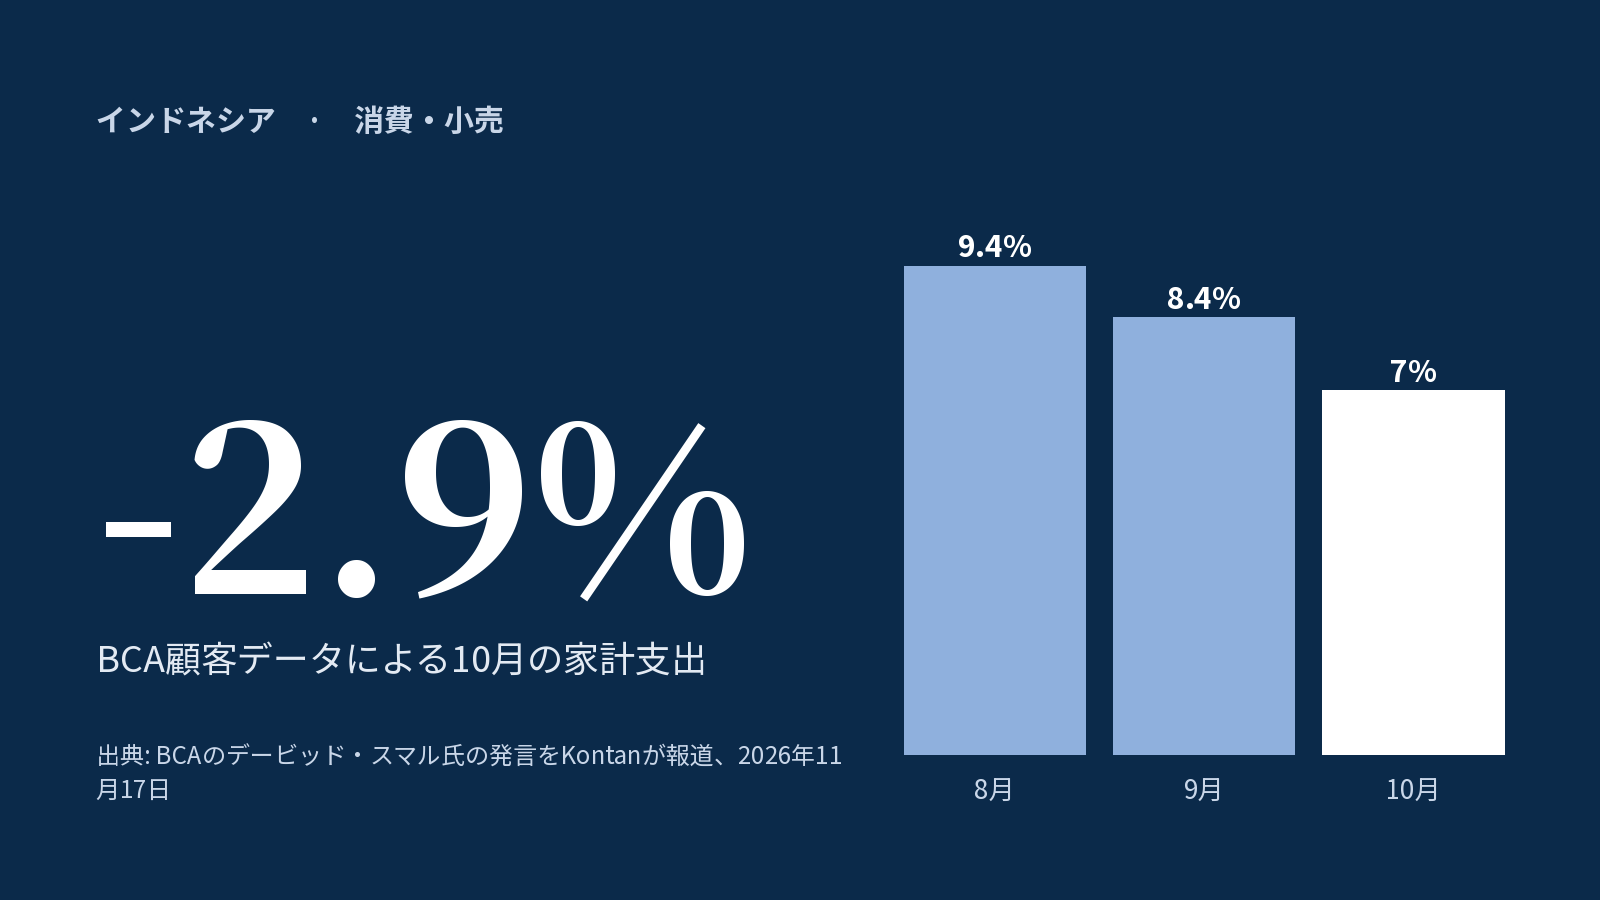 インドネシア · 消費・小売
-2.9%
BCA顧客データによる10月の家計支出
出典: BCAのデービッド・スマル氏の発言をKontanが報道、2026年11
月17日
9.4%
8.4%
7%
8月
9月
10月